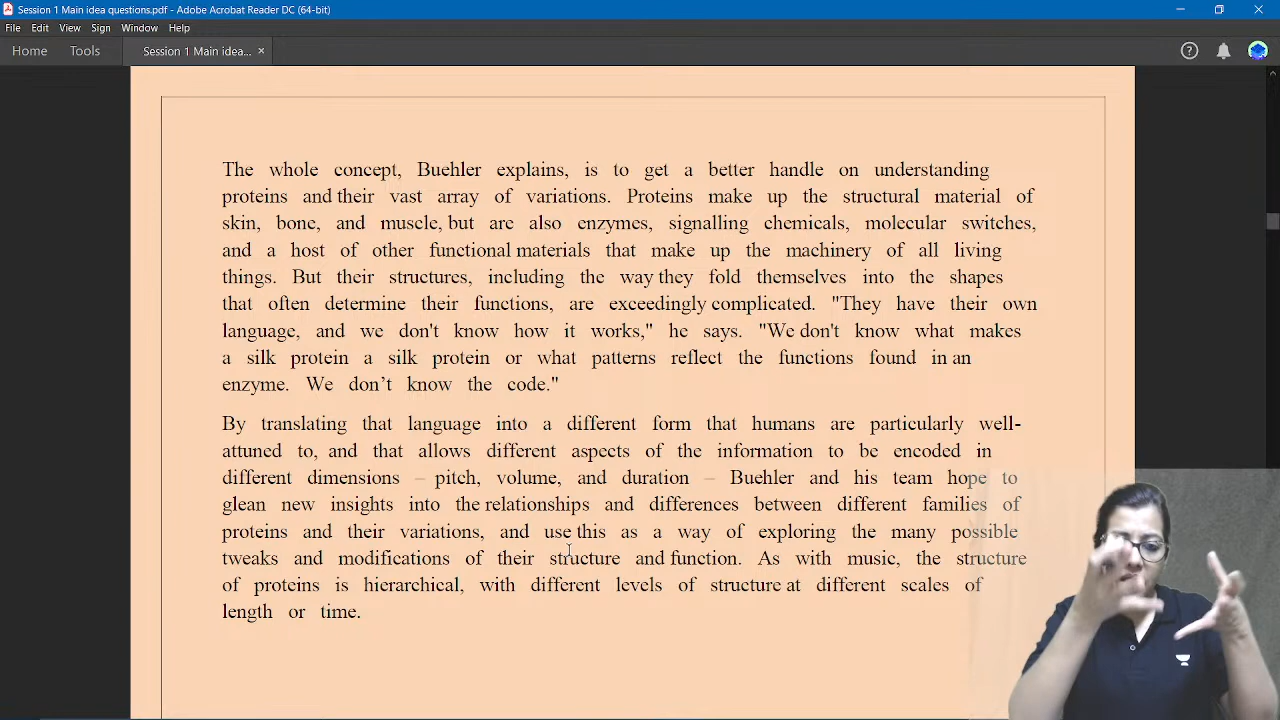 Session 1 Main idea questions.pdf - Adobe Acrobat Reader DC (64-bit)
File Edit View Sign Window Help
Home Tools Session 1 Main idea... ×
The whole concept, Buehler explains, is to get a better handle on understanding
proteins and their vast array of variations. Proteins make up the structural material of
skin, bone, and muscle, but are also enzymes, signalling chemicals, molecular switches,
and a host of other functional materials that make up the machinery of all living
things. But their structures, including the way they fold themselves into the shapes
that often determine their functions, are exceedingly complicated. "They have their own
language, and we don't know how it works," he says. "We don't know what makes
a silk protein a silk protein or what patterns reflect the functions found in an
enzyme. We don’t know the code."
By translating that language into a different form that humans are particularly well-
attuned to, and that allows different aspects of the information to be encoded in
different dimensions – pitch, volume, and duration – Buehler and his team hope to
glean new insights into the relationships and differences between different families of
proteins and their variations, and use this as a way of exploring the many possible
tweaks and modifications of their structure and function. As with music, the structure
of proteins is hierarchical, with different levels of structure at different scales of
length or time.